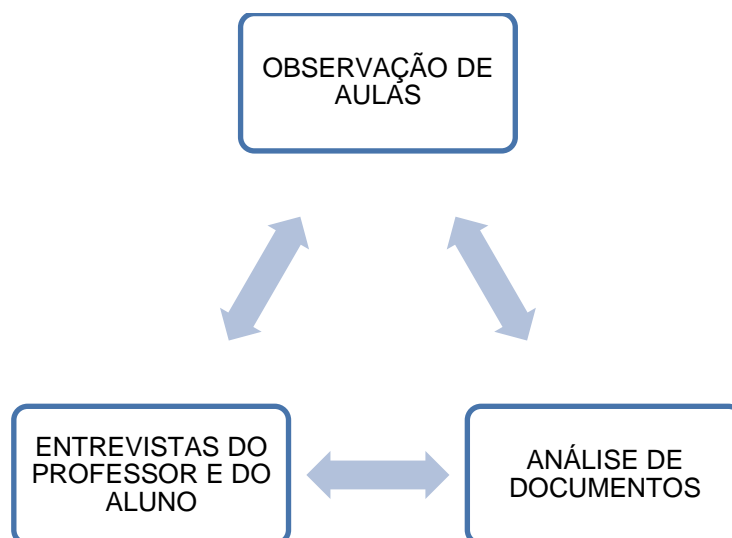 OBSERVAÇÃO DE
AULAS
ENTREVISTAS DO
PROFESSOR E DO
ALUNO
ANÁLISE DE
DOCUMENTOS